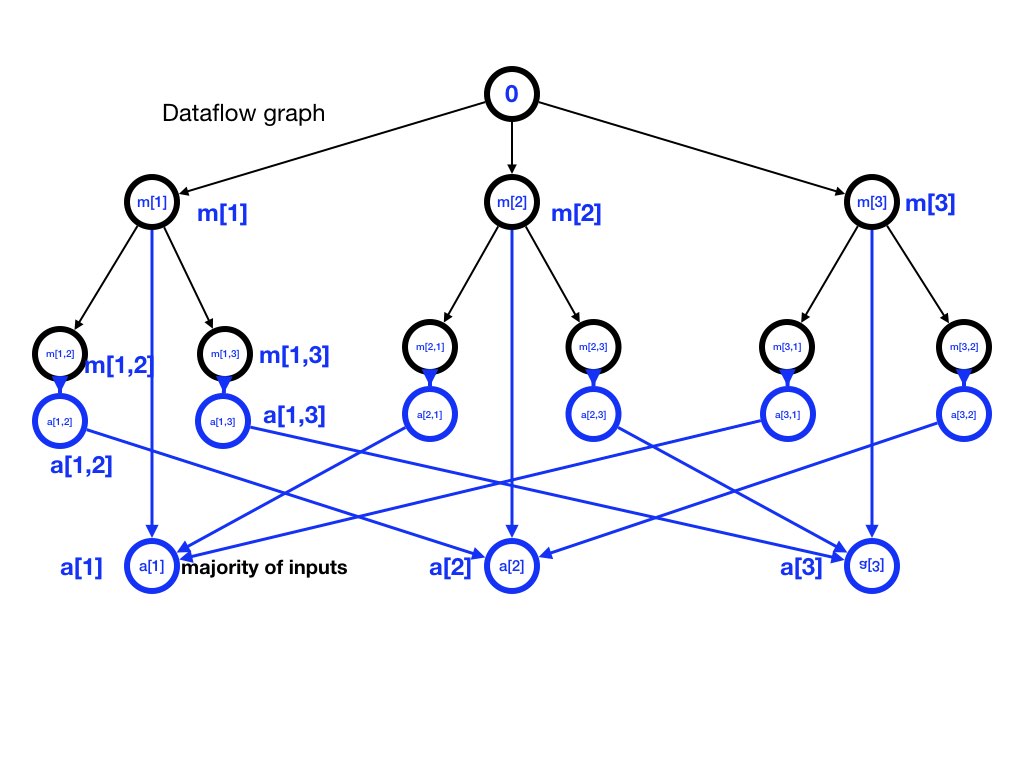 0
Dataflow graph
m[1]
m[1]
m[2]
m[2]
m[3]
m[3]
m[1,2]
m[1,2]
m[1,3]
m[1,3]
m[2,1]
m[2,3]
m[3,1]
m[3,2]
a[1,2]
a[1,2]
a[1,3]
a[1,3]
a[2,1]
a[2,3]
a[3,1]
a[3,2]
a[1]
a[1]
majority of inputs
a[2]
a[2]
a[3]
a[3]